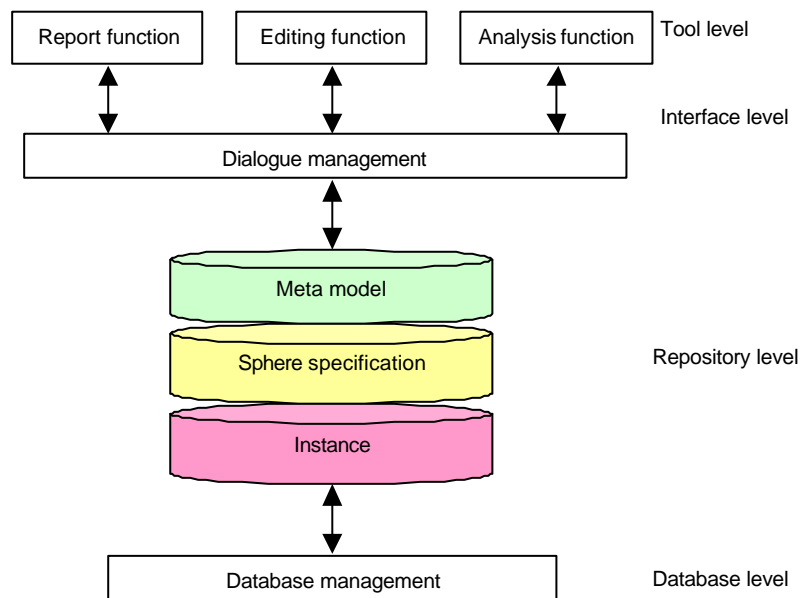 Report function
Editing function
Analysis function
Tool level
Interface level
Dialogue management
Meta model
Sphere specification
Repository level
Instance
Database management
Database level